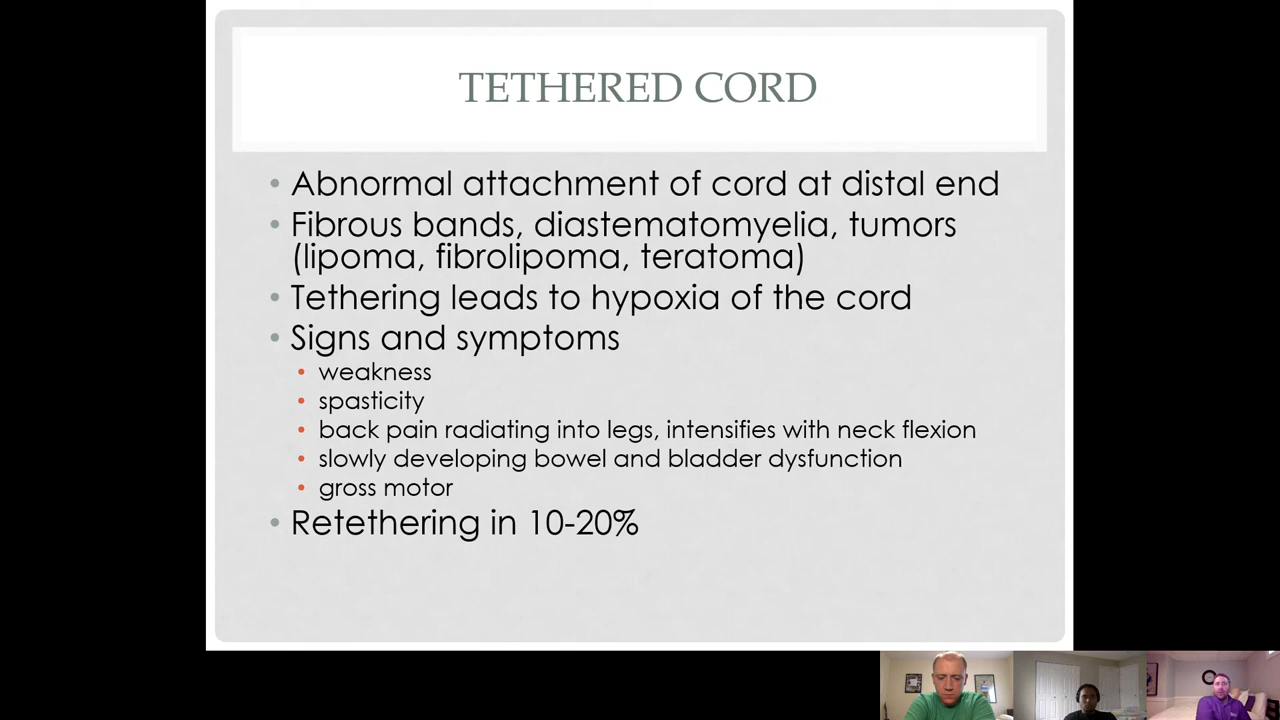 TETHERED CORD
• Abnormal attachment of cord at distal end
• Fibrous bands, diastematomyelia, tumors
(lipoma, fibrolipoma, teratoma)
• Tethering leads to hypoxia of the cord
• Signs and symptoms
• weakness
• spasticity
• back pain radiating into legs, intensifies with neck flexion
• slowly developing bowel and bladder dysfunction
• gross motor
• Retethering in 10-20%